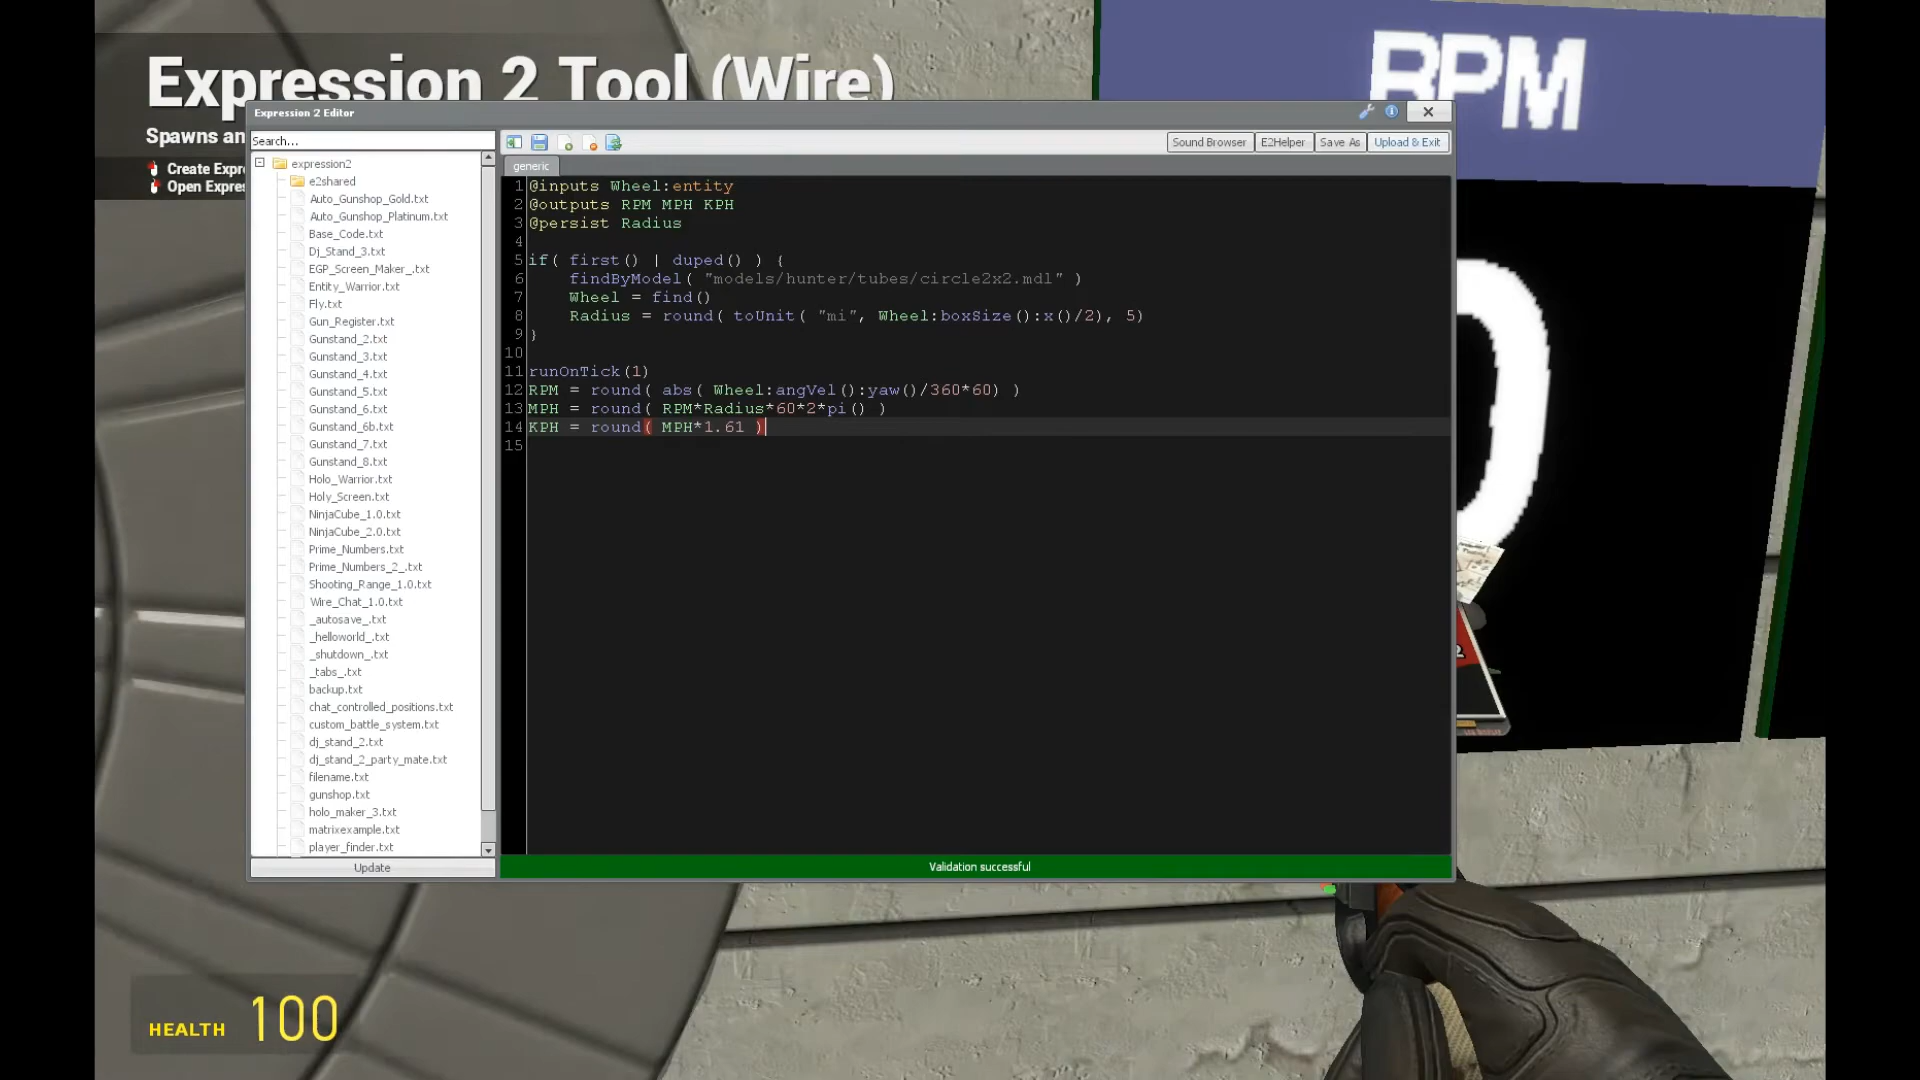 Expression 2 Tool (Wire)
Spawns an
Create Expre
Open Expres
RPM
0
Expression 2 Editor
Search...
Sound Browser
E2Helper
Save As
Upload & Exit
generic
expression2
e2shared
Auto_Gunshop_Gold.txt
Auto_Gunshop_Platinum.txt
Base_Code.txt
Dj_Stand_3.txt
EGP_Screen_Maker_.txt
Entity_Warrior.txt
Fly.txt
Gun_Register.txt
Gunstand_2.txt
Gunstand_3.txt
Gunstand_4.txt
Gunstand_5.txt
Gunstand_6.txt
Gunstand_6b.txt
Gunstand_7.txt
Gunstand_8.txt
Holo_Warrior.txt
Holy_Screen.txt
NinjaCube_1.0.txt
NinjaCube_2.0.txt
Prime_Numbers.txt
Prime_Numbers_2_.txt
Shooting_Range_1.0.txt
Wire_Chat_1.0.txt
_autosave_.txt
_helloworld_.txt
_shutdown_.txt
_tabs_.txt
backup.txt
chat_controlled_positions.txt
custom_battle_system.txt
dj_stand_2.txt
dj_stand_2_party_mate.txt
filename.txt
gunshop.txt
holo_maker_3.txt
matrixexample.txt
player_finder.txt
Update
1 @inputs Wheel:entity
2 @outputs RPM MPH KPH
3 @persist Radius
4
5 if( first() | duped() ) {
6 findByModel( "models/hunter/tubes/circle2x2.mdl" )
7 Wheel = find()
8 Radius = round( toUnit( "mi", Wheel:boxSize():x()/2), 5)
9 }
10
11 runOnTick(1)
12 RPM = round( abs( Wheel:angVel():yaw()/360*60) )
13 MPH = round( RPM*Radius*60*2*pi() )
14 KPH = round( MPH*1.61 )
15
Validation successful
HEALTH 100